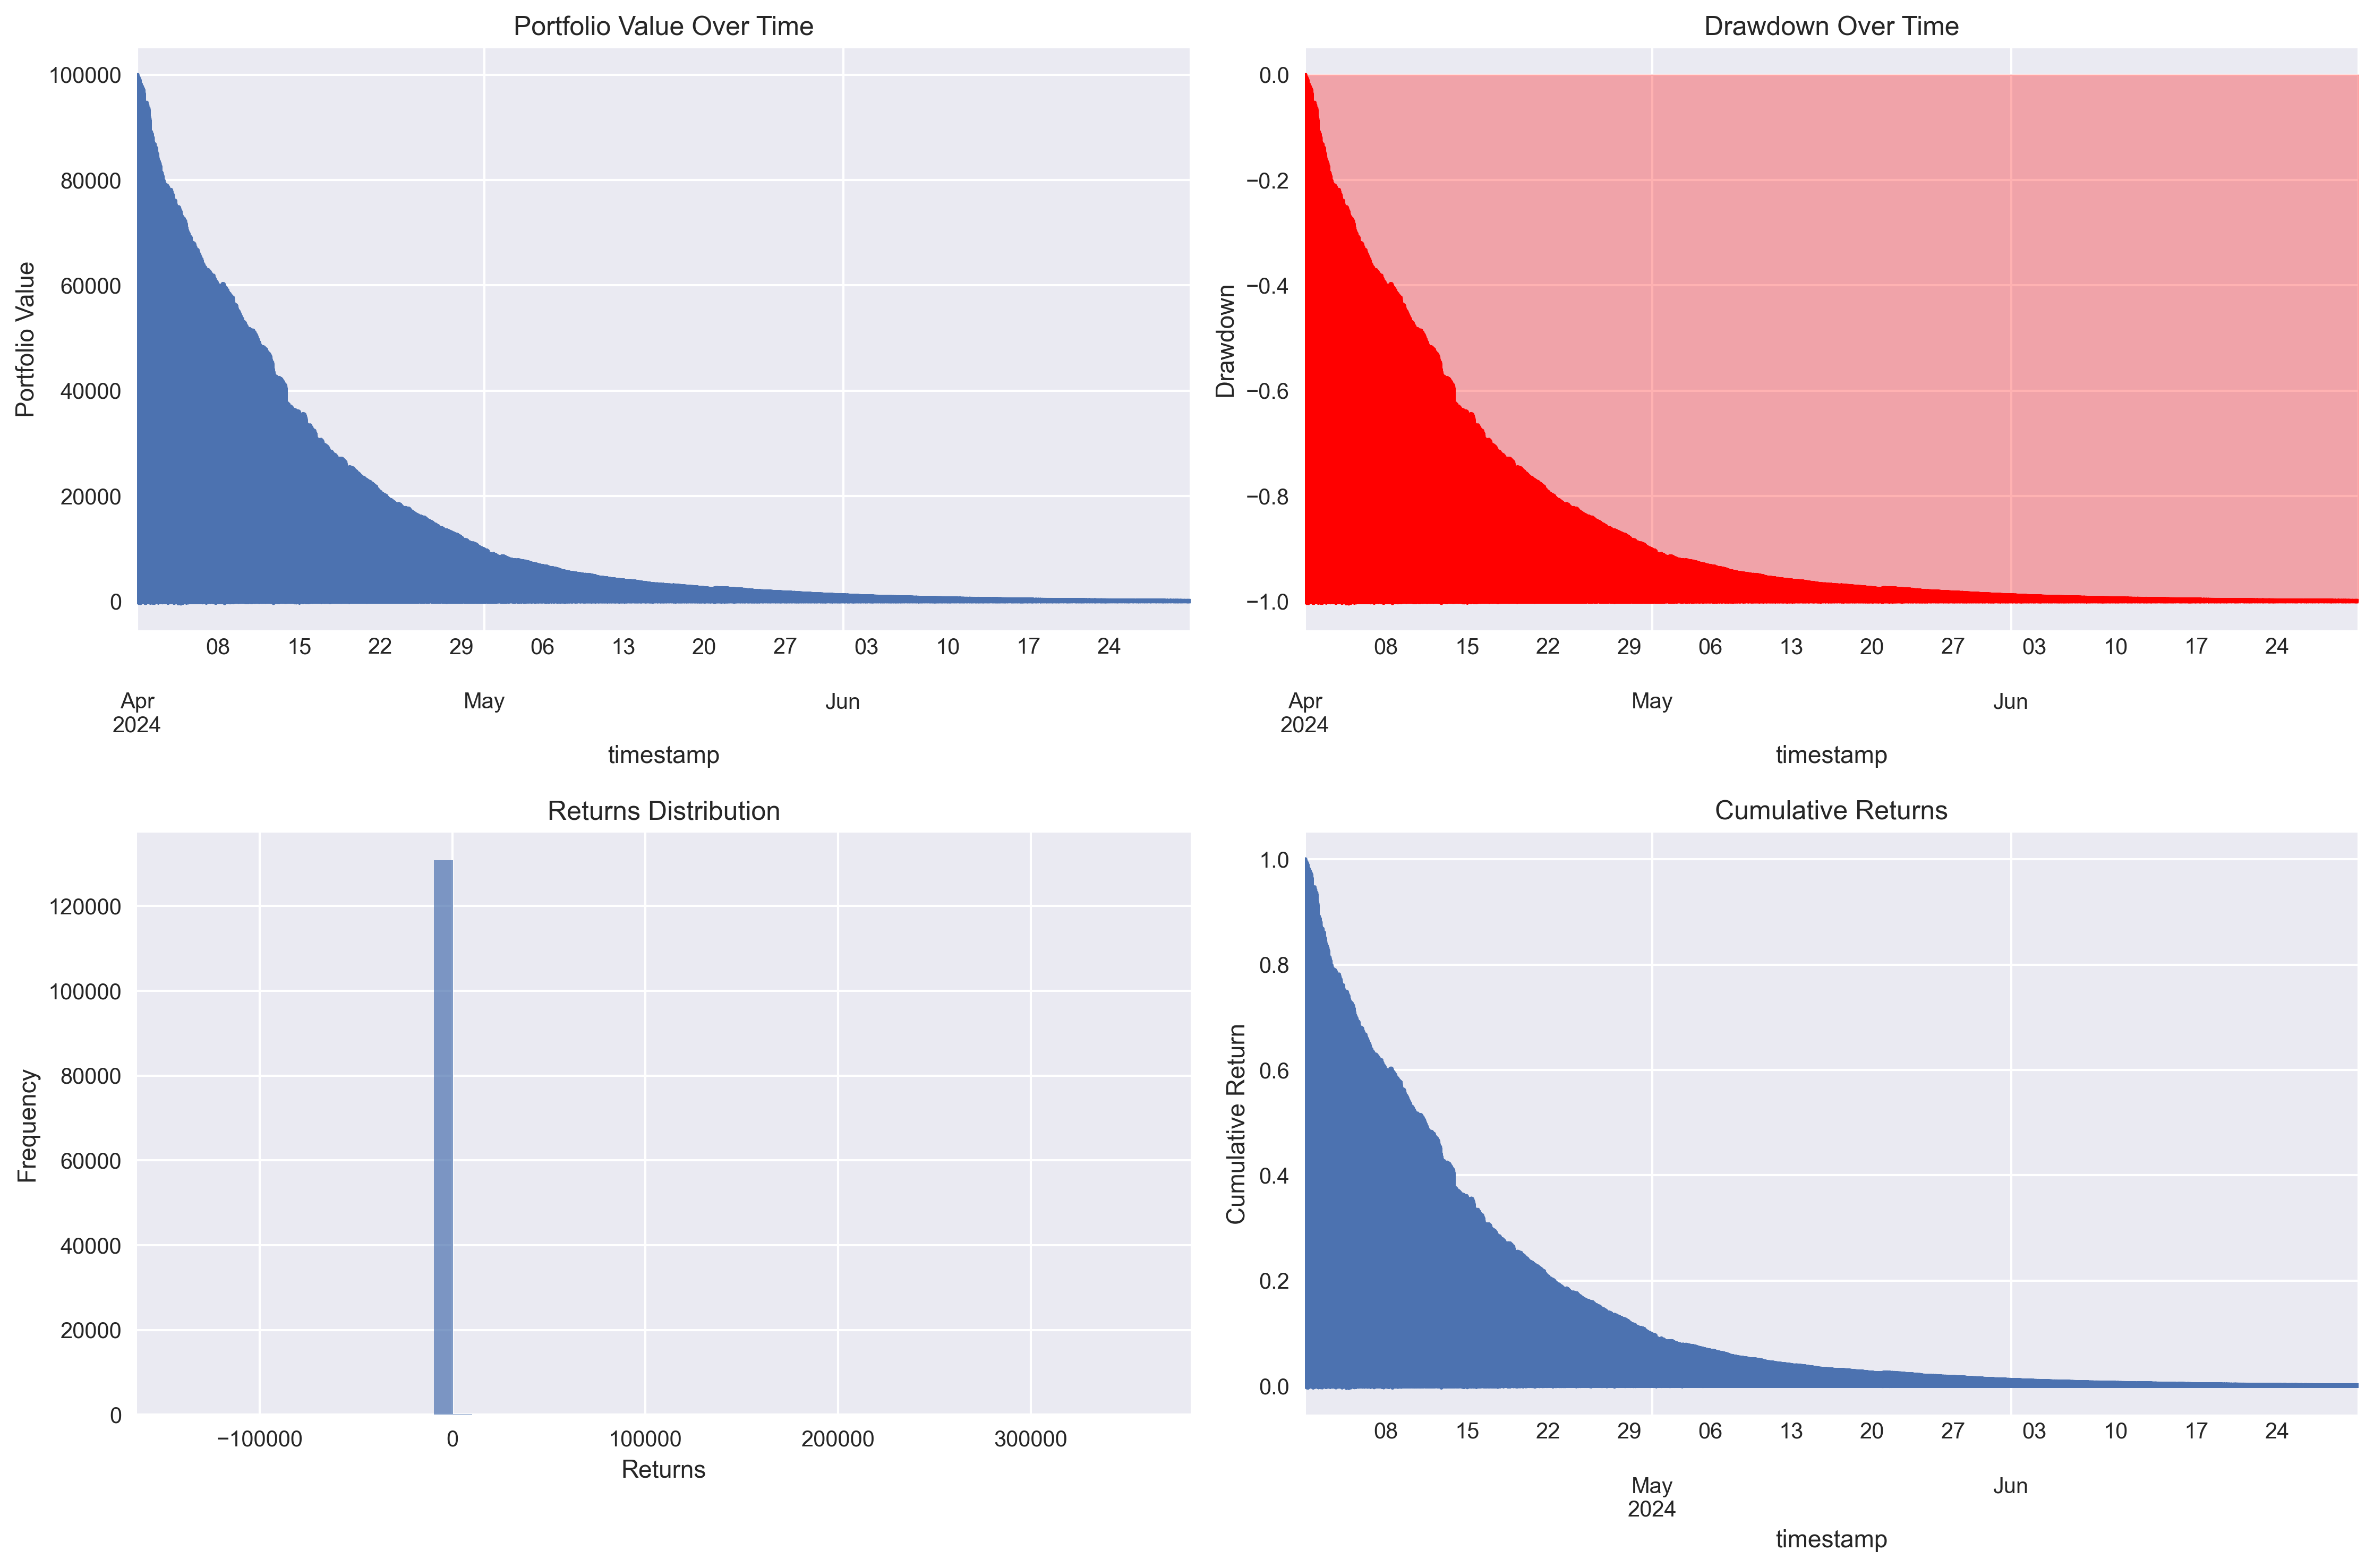 Portfolio Value Over Time
Portfolio Value
100000
80000
60000
40000
20000
0
08 15 22 29 06 13 20 27 03 10 17 24
Apr May Jun
2024
timestamp
Drawdown Over Time
Drawdown
0.0
−0.2
−0.4
−0.6
−0.8
−1.0
08 15 22 29 06 13 20 27 03 10 17 24
Apr May Jun
2024
timestamp
Returns Distribution
Frequency
120000
100000
80000
60000
40000
20000
0
−100000 0 100000 200000 300000
Returns
Cumulative Returns
Cumulative Return
1.0
0.8
0.6
0.4
0.2
0.0
08 15 22 29 06 13 20 27 03 10 17 24
May Jun
2024
timestamp